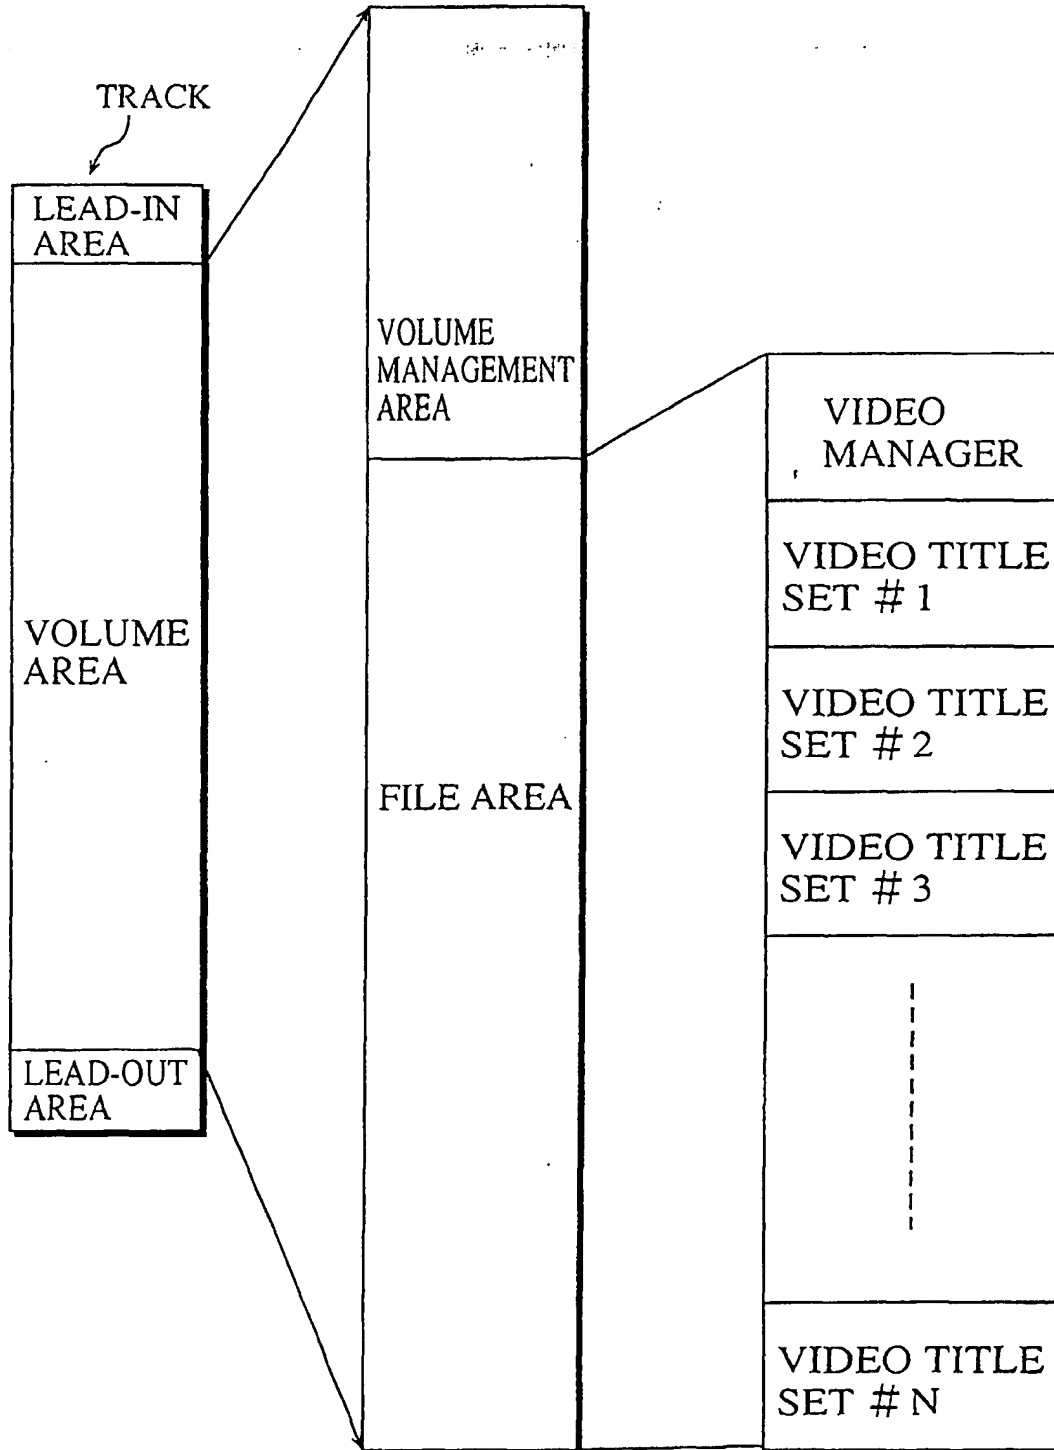 TRACK
LEAD-IN
AREA
VOLUME
AREA
LEAD-OUT
AREA
VOLUME
MANAGEMENT
AREA
FILE AREA
VIDEO
MANAGER
VIDEO TITLE
SET #1
VIDEO TITLE
SET #2
VIDEO TITLE
SET #3
VIDEO TITLE
SET #N